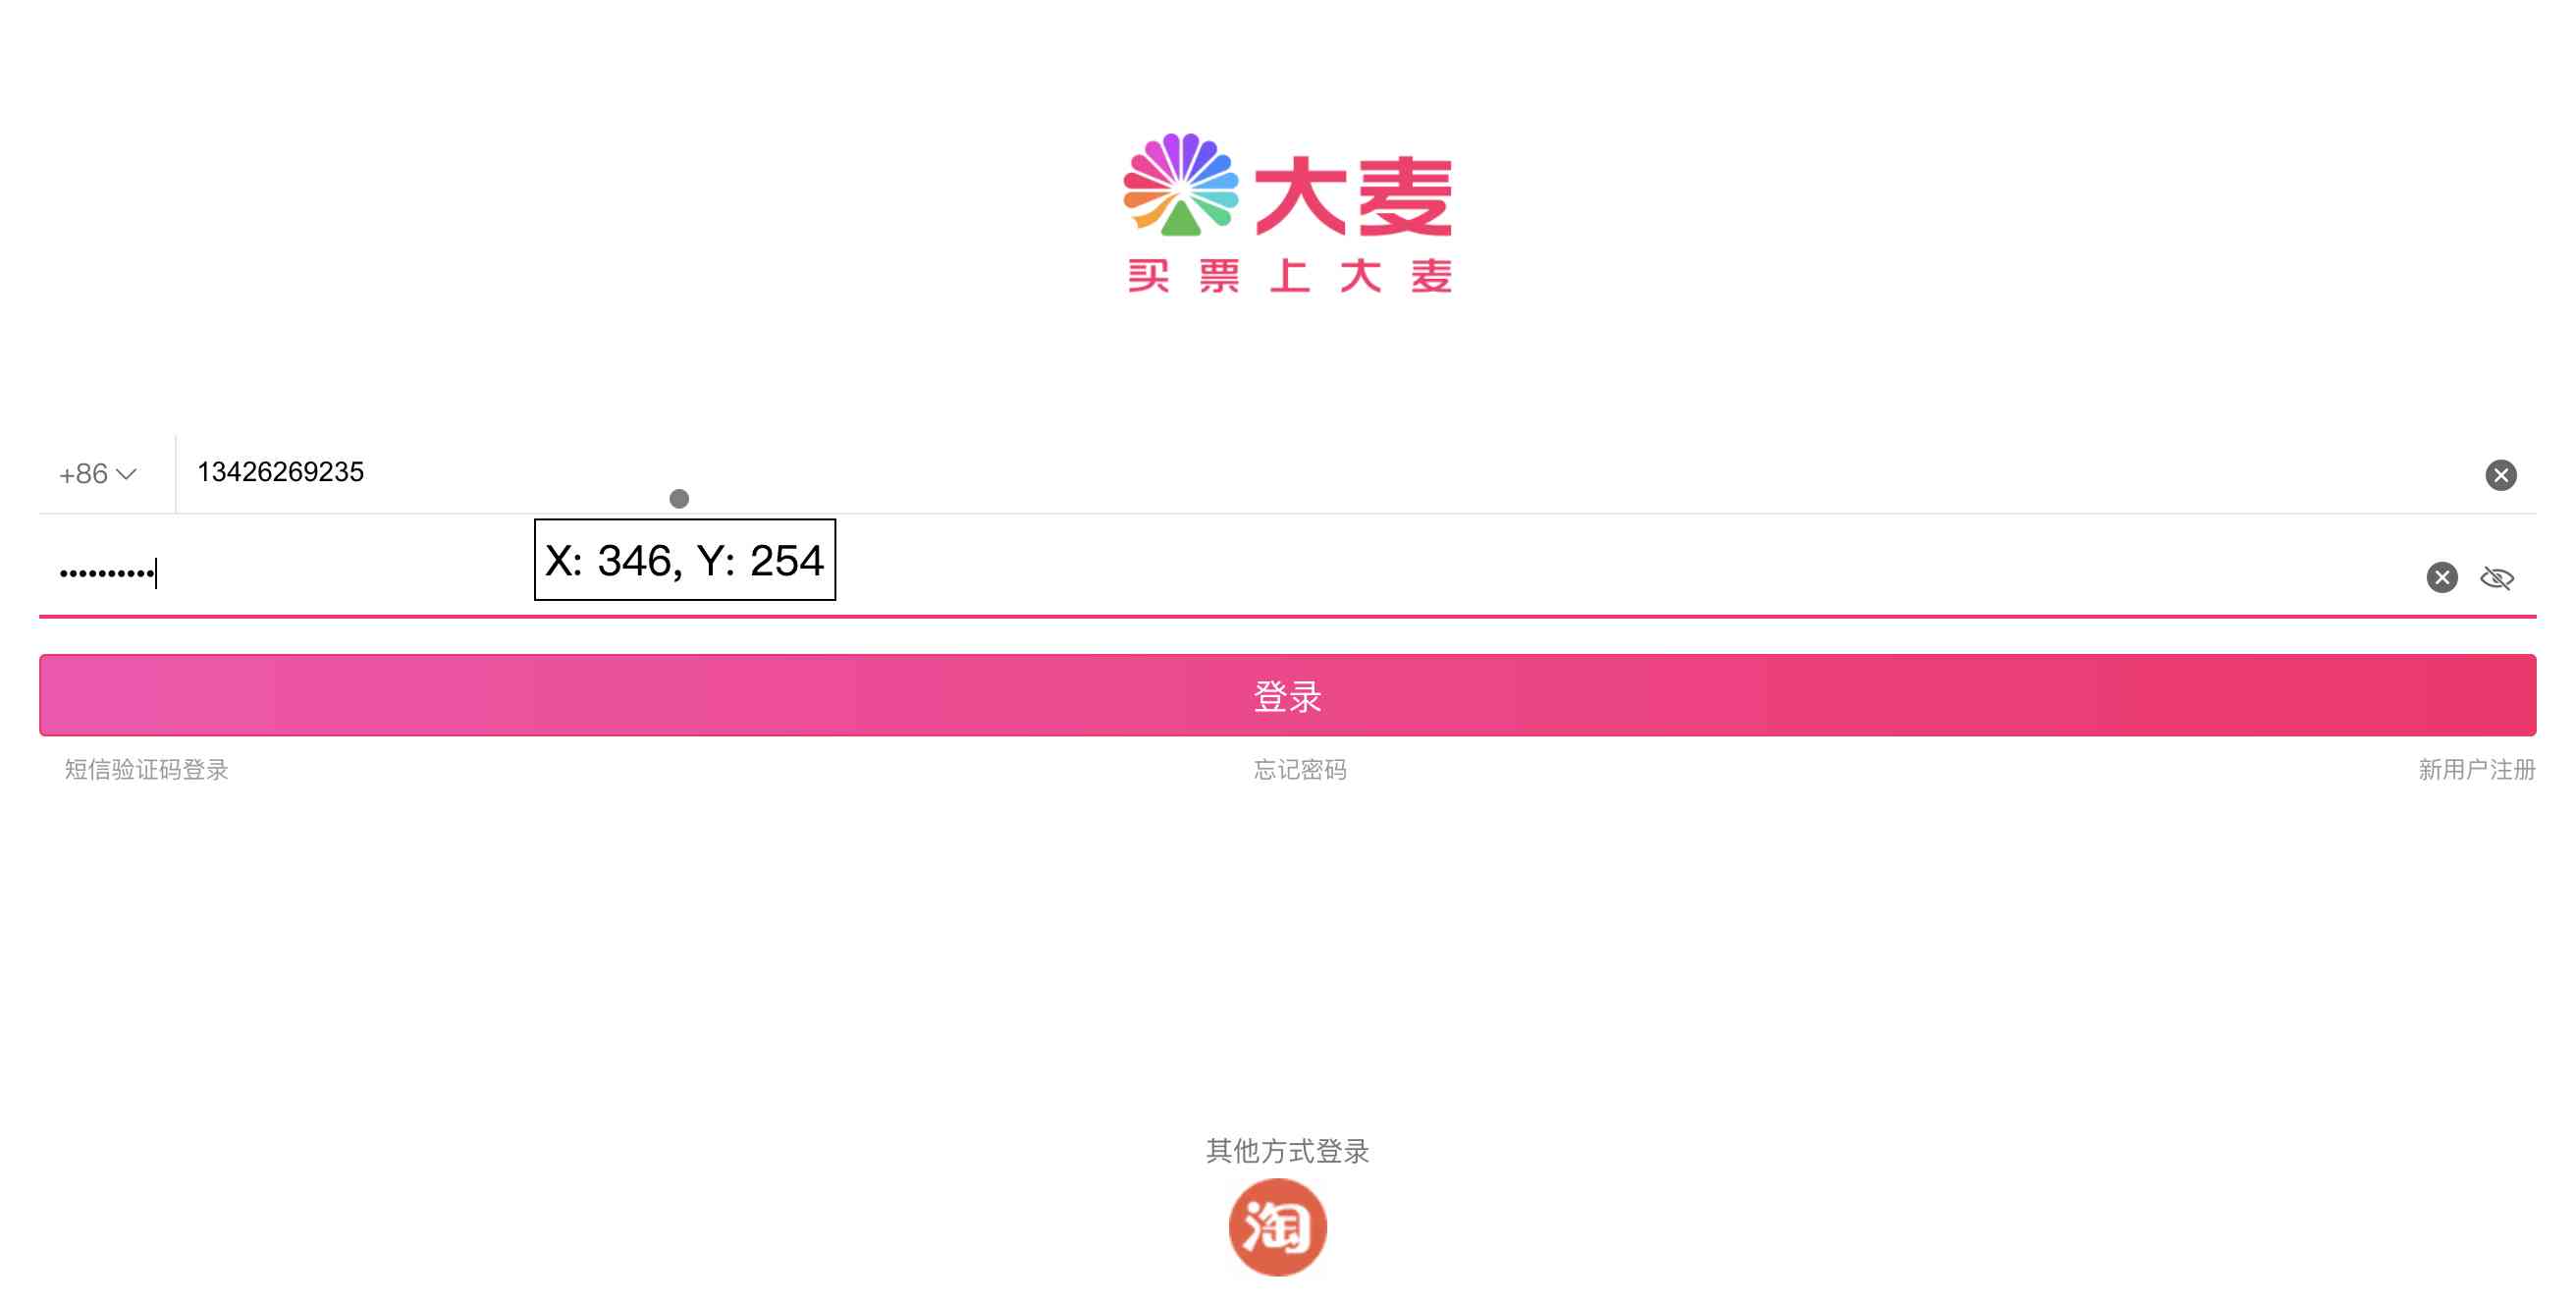 大麦
买票上大麦
+86 13426269235
••••••••••
X: 346, Y: 254
登录
短信验证码登录 忘记密码 新用户注册
其他方式登录
淘